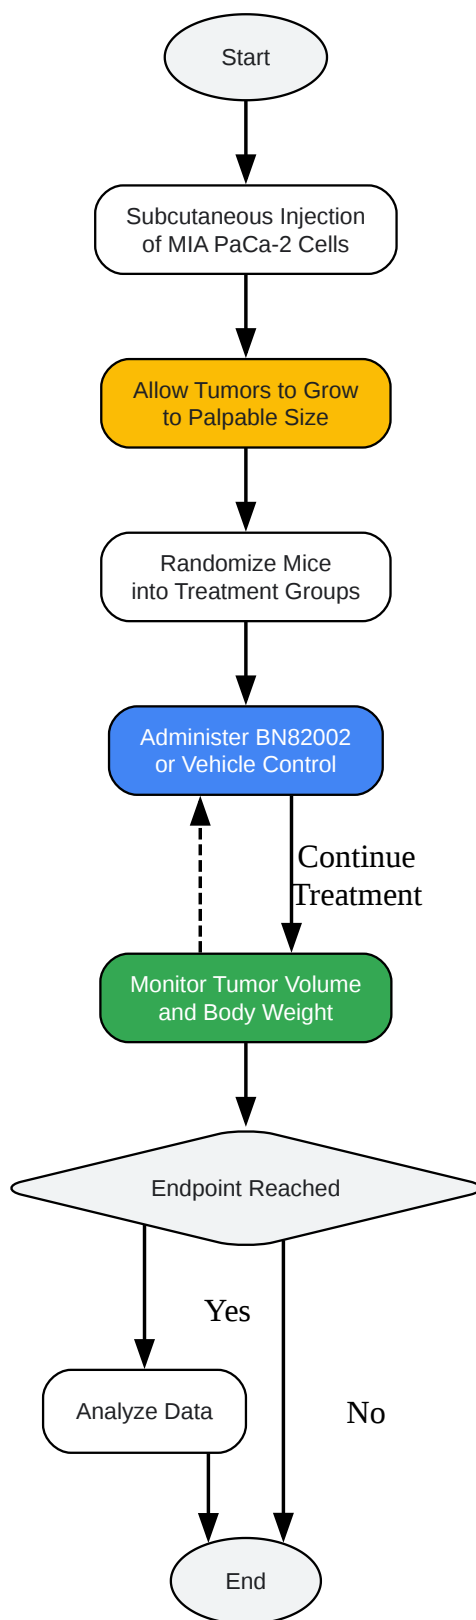 Start
Subcutaneous Injection
of MIA PaCa-2 Cells
Allow Tumors to Grow
to Palpable Size
Randomize Mice
into Treatment Groups
Administer BN82002
or Vehicle Control
Continue
Treatment
Monitor Tumor Volume
and Body Weight
Endpoint Reached
Yes
Analyze Data
No
End